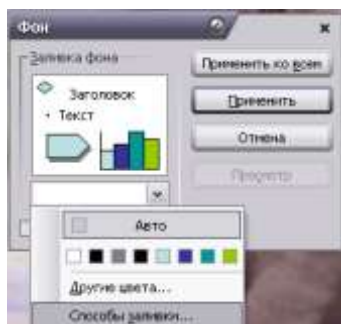 Фон
Заливка фона
Применить ко всем
Заголовок
Применить
• Текст
Отмена
Просмотр
Авто
Другие цвета...
Способы заливки...